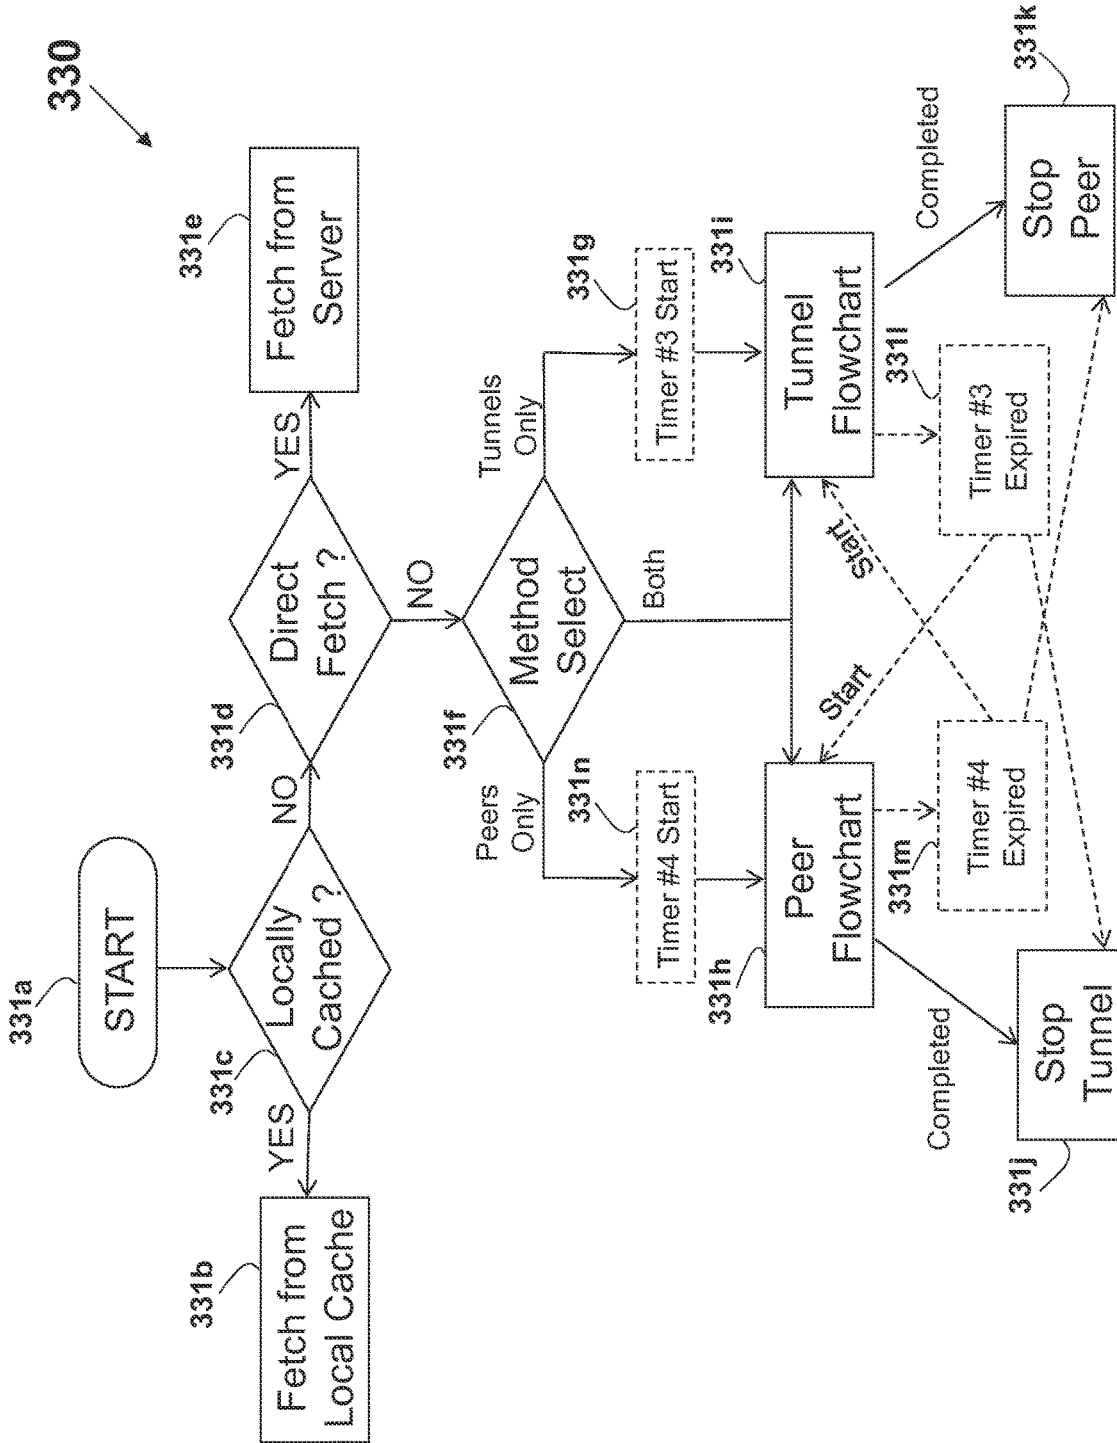 330
331a
START
331c
Locally
Cached ?
YES
331b
Fetch from
Local Cache
NO
331d
Direct
Fetch ?
YES
331e
Fetch from
Server
NO
331f
Method
Select
Peers
Only
331n
Timer #4 Start
Tunnels
Only
331g
Timer #3 Start
Both
331h
Peer
Flowchart
331i
Tunnel
Flowchart
Start
Start
331m
Timer #4
Expired
331l
Timer #3
Expired
Completed
331j
Stop
Tunnel
Completed
331k
Stop
Peer